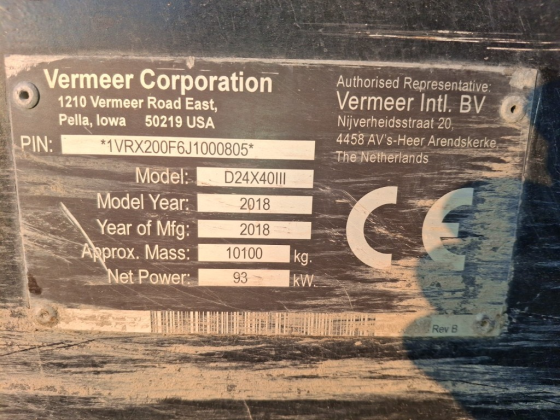 Vermeer Corporation
1210 Vermeer Road East,
Pella, Iowa 50219 USA
PIN: *1VRX200F6J1000805*
Model: D24X40III
Model Year: 2018
Year of Mfg: 2018
Approx. Mass: 10100 kg.
Net Power: 93 kW.
Authorised Representative:
Vermeer Intl. BV
Nijverheidsstraat 20,
4458 AV's-Heer Arendskerke,
The Netherlands
CE
Rev B